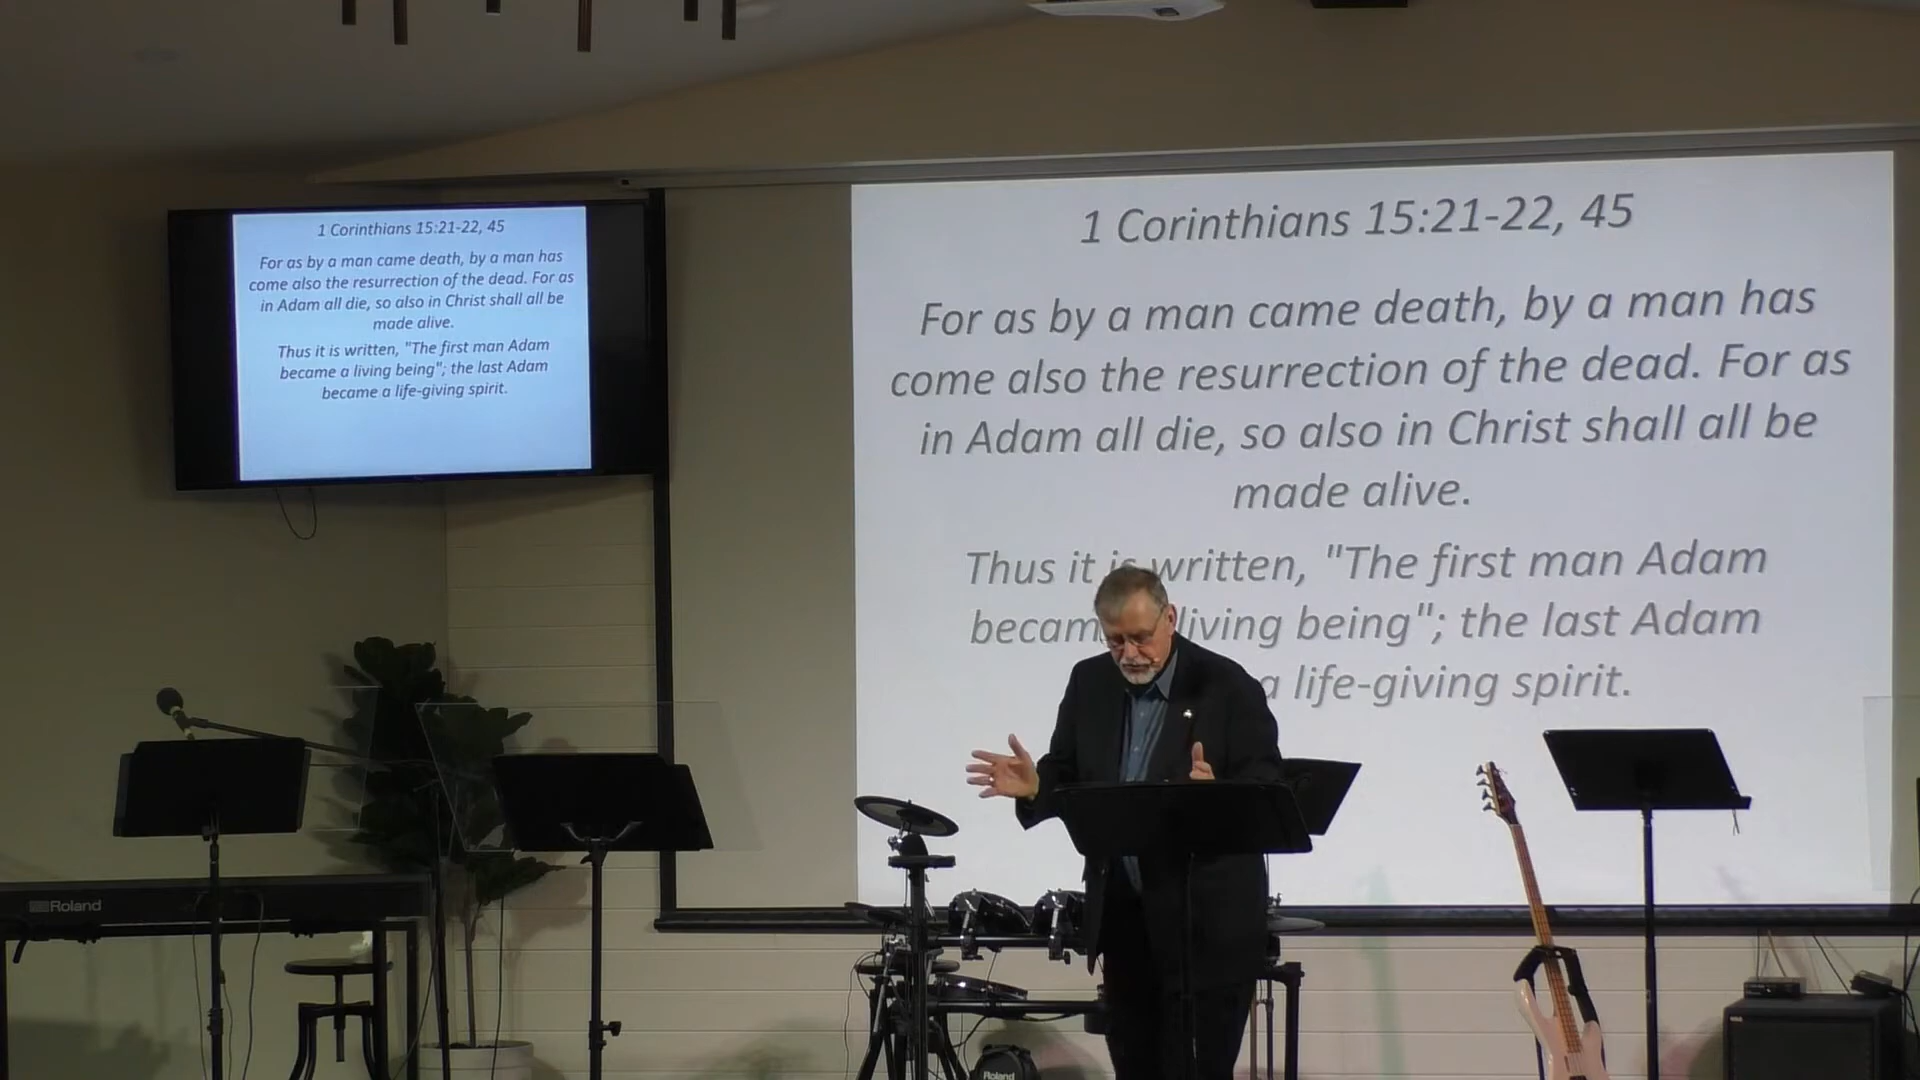 1 Corinthians 15:21-22, 45
For as by a man came death, by a man has
come also the resurrection of the dead. For as
in Adam all die, so also in Christ shall all be
made alive.
Thus it is written, "The first man Adam
became a living being"; the last Adam
became a life-giving spirit.
1 Corinthians 15:21-22, 45
For as by a man came death, by a man has
come also the resurrection of the dead. For as
in Adam all die, so also in Christ shall all be
made alive.
Thus it is written, "The first man Adam
becam living being"; the last Adam
a life-giving spirit.
Roland
Roland